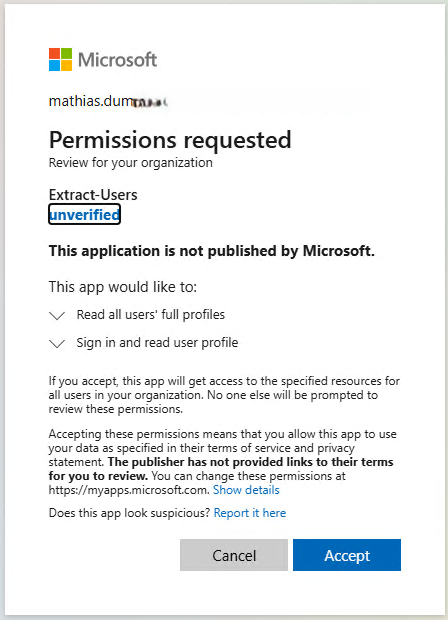 Microsoft
mathias.dum
Permissions requested
Review for your organization
Extract-Users
unverified
This application is not published by Microsoft.
This app would like to:
Read all users' full profiles
Sign in and read user profile
If you accept, this app will get access to the specified resources for
all users in your organization. No one else will be prompted to
review these permissions.
Accepting these permissions means that you allow this app to use
your data as specified in their terms of service and privacy
statement. The publisher has not provided links to their terms
for you to review. You can change these permissions at
https://myapps.microsoft.com. Show details
Does this app look suspicious? Report it here
Cancel
Accept